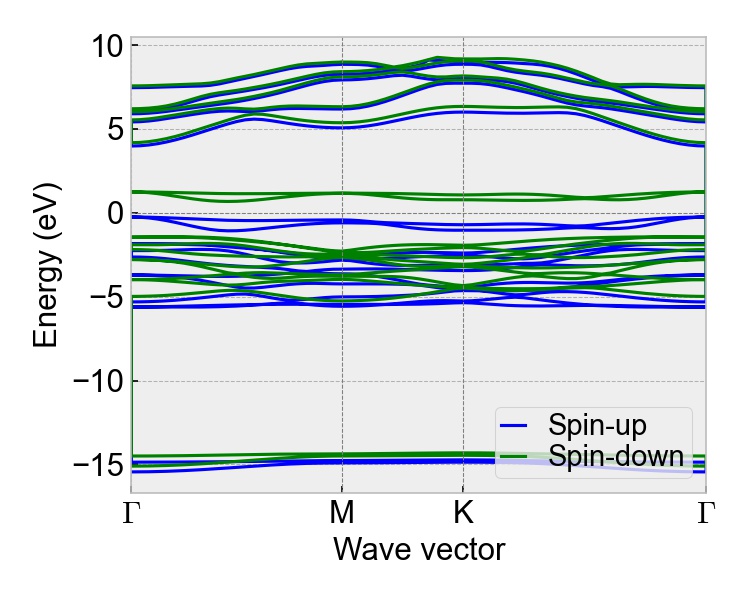 10
5
0
−5
−10
−15
Energy (eV)
Spin-up
Spin-down
Γ M K Γ
Wave vector